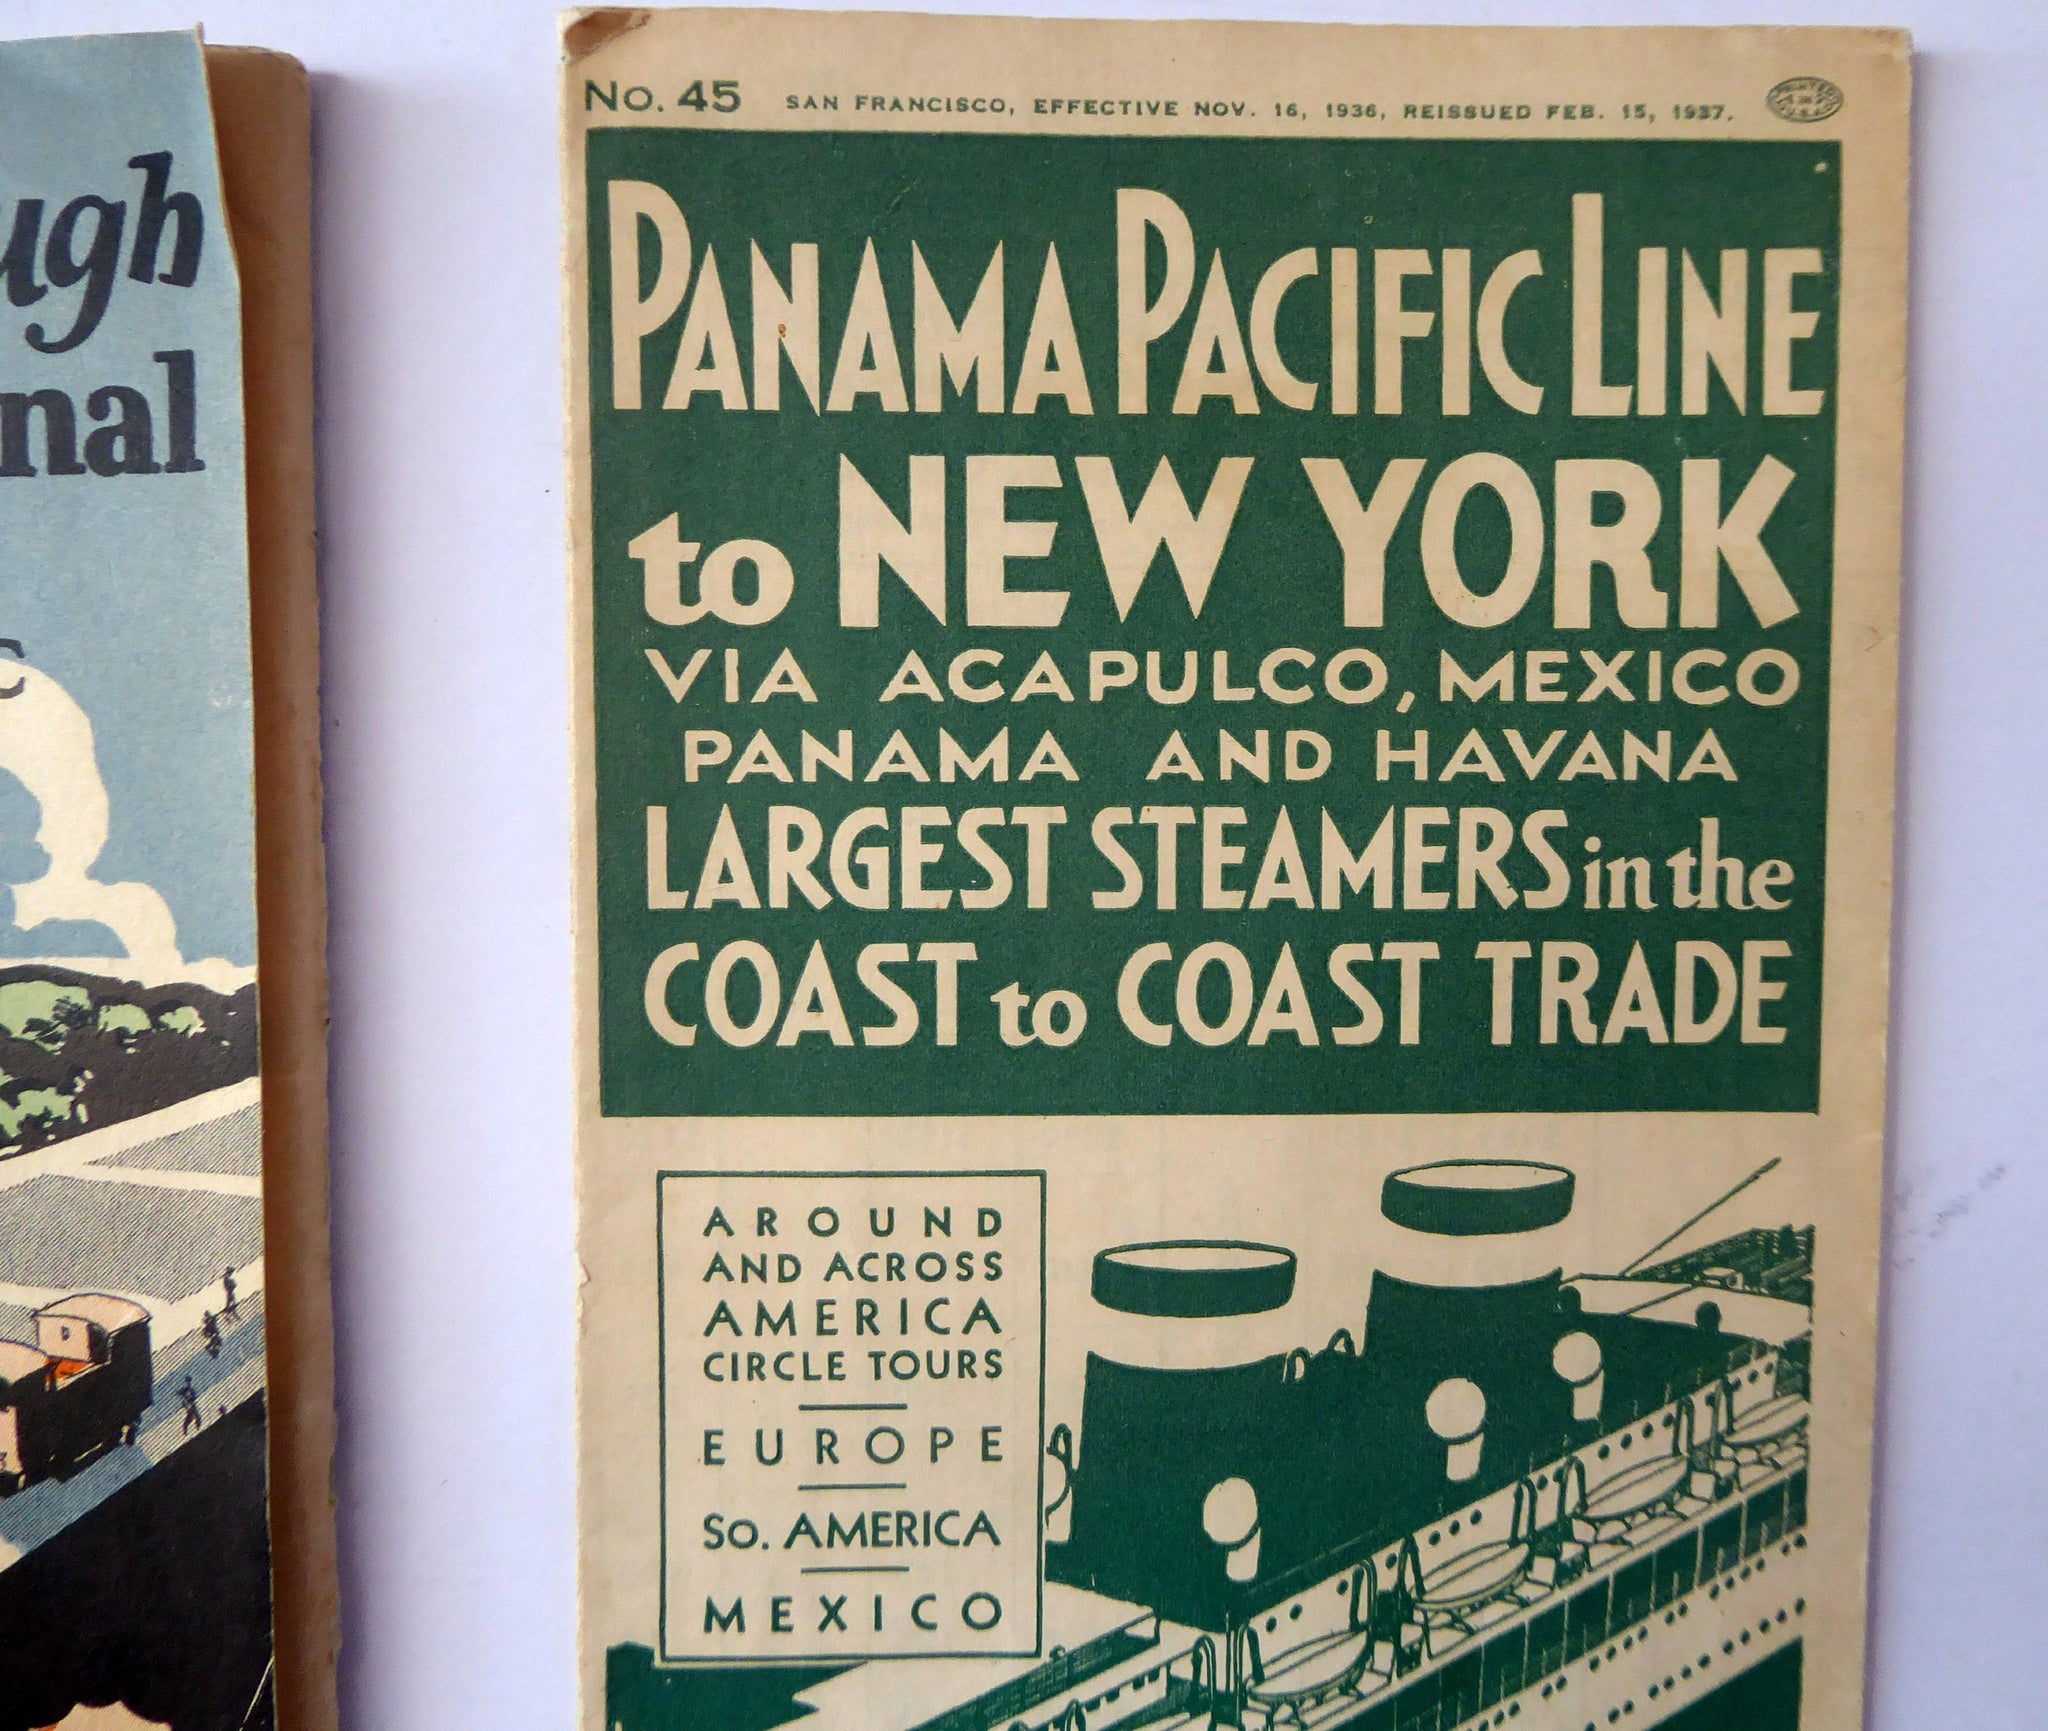 ugh
nal
c
No. 45 SAN FRANCISCO, EFFECTIVE NOV. 16, 1936, REISSUED FEB. 15, 1937.
PANAMA PACIFIC LINE
to NEW YORK
VIA ACAPULCO, MEXICO
PANAMA AND HAVANA
LARGEST STEAMERS in the
COAST to COAST TRADE
AROUND
AND ACROSS
AMERICA
CIRCLE TOURS
EUROPE
SO. AMERICA
MEXICO